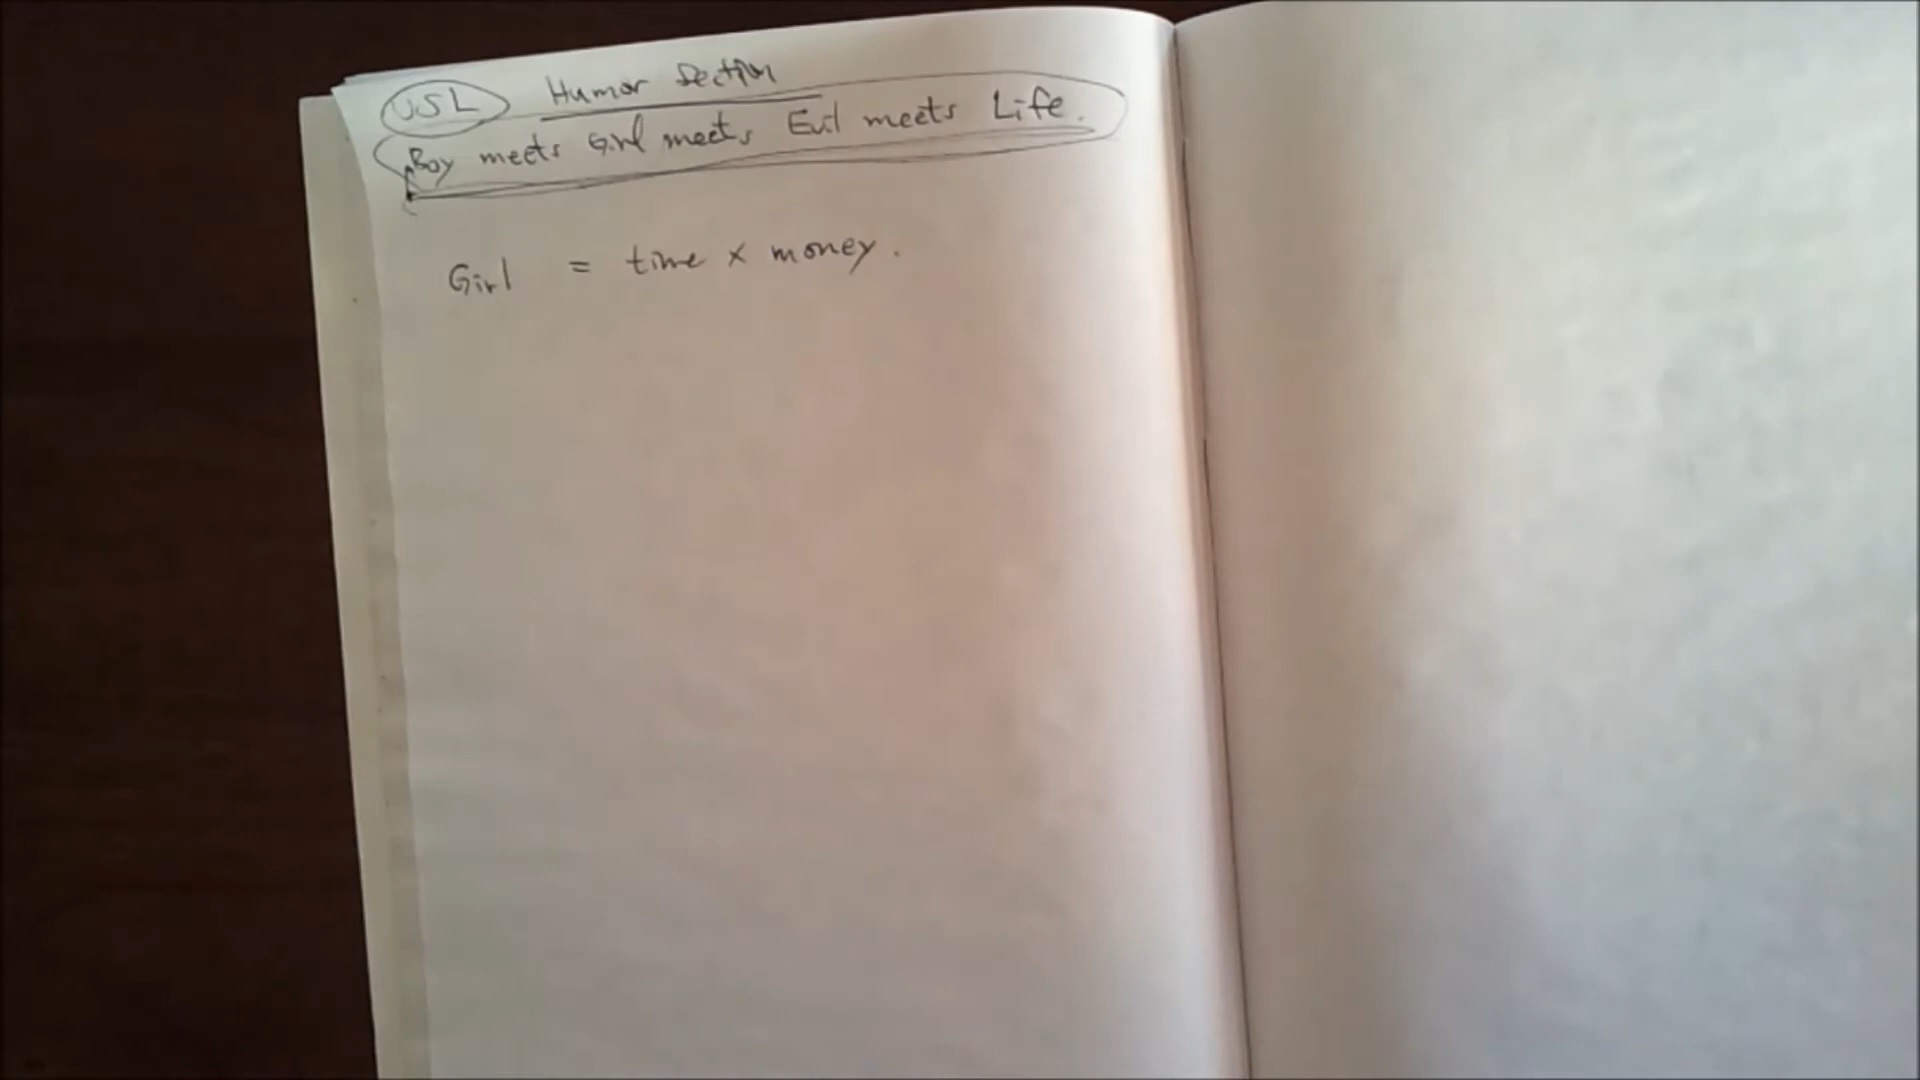 USL Humor Section
Boy meets Girl meets Evil meets Life.
Girl = time x money.